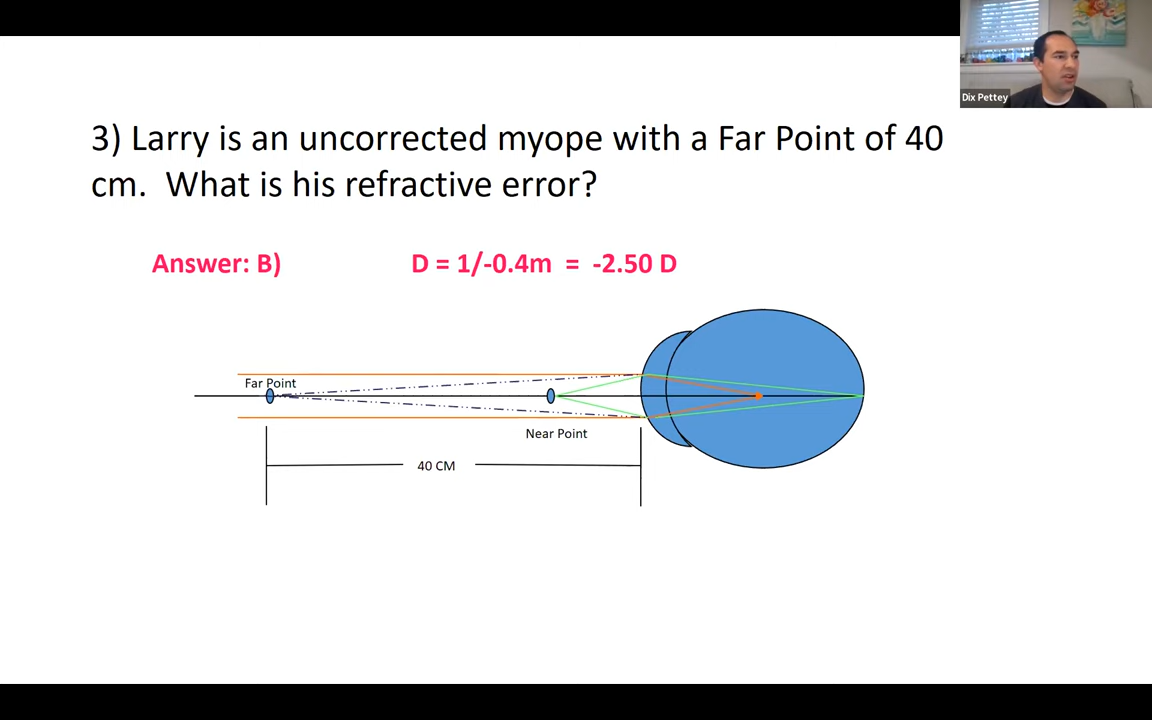 Dix Pettey
3) Larry is an uncorrected myope with a Far Point of 40
cm.  What is his refractive error?
Answer: B)
D = 1/-0.4m  =  -2.50 D
Far Point
Near Point
40 CM